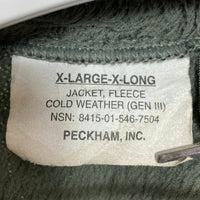 X-LARGE-X-LONG
JACKET, FLEECE
COLD WEATHER (GEN III)
NSN: 8415-01-546-7504
PECKHAM, INC.